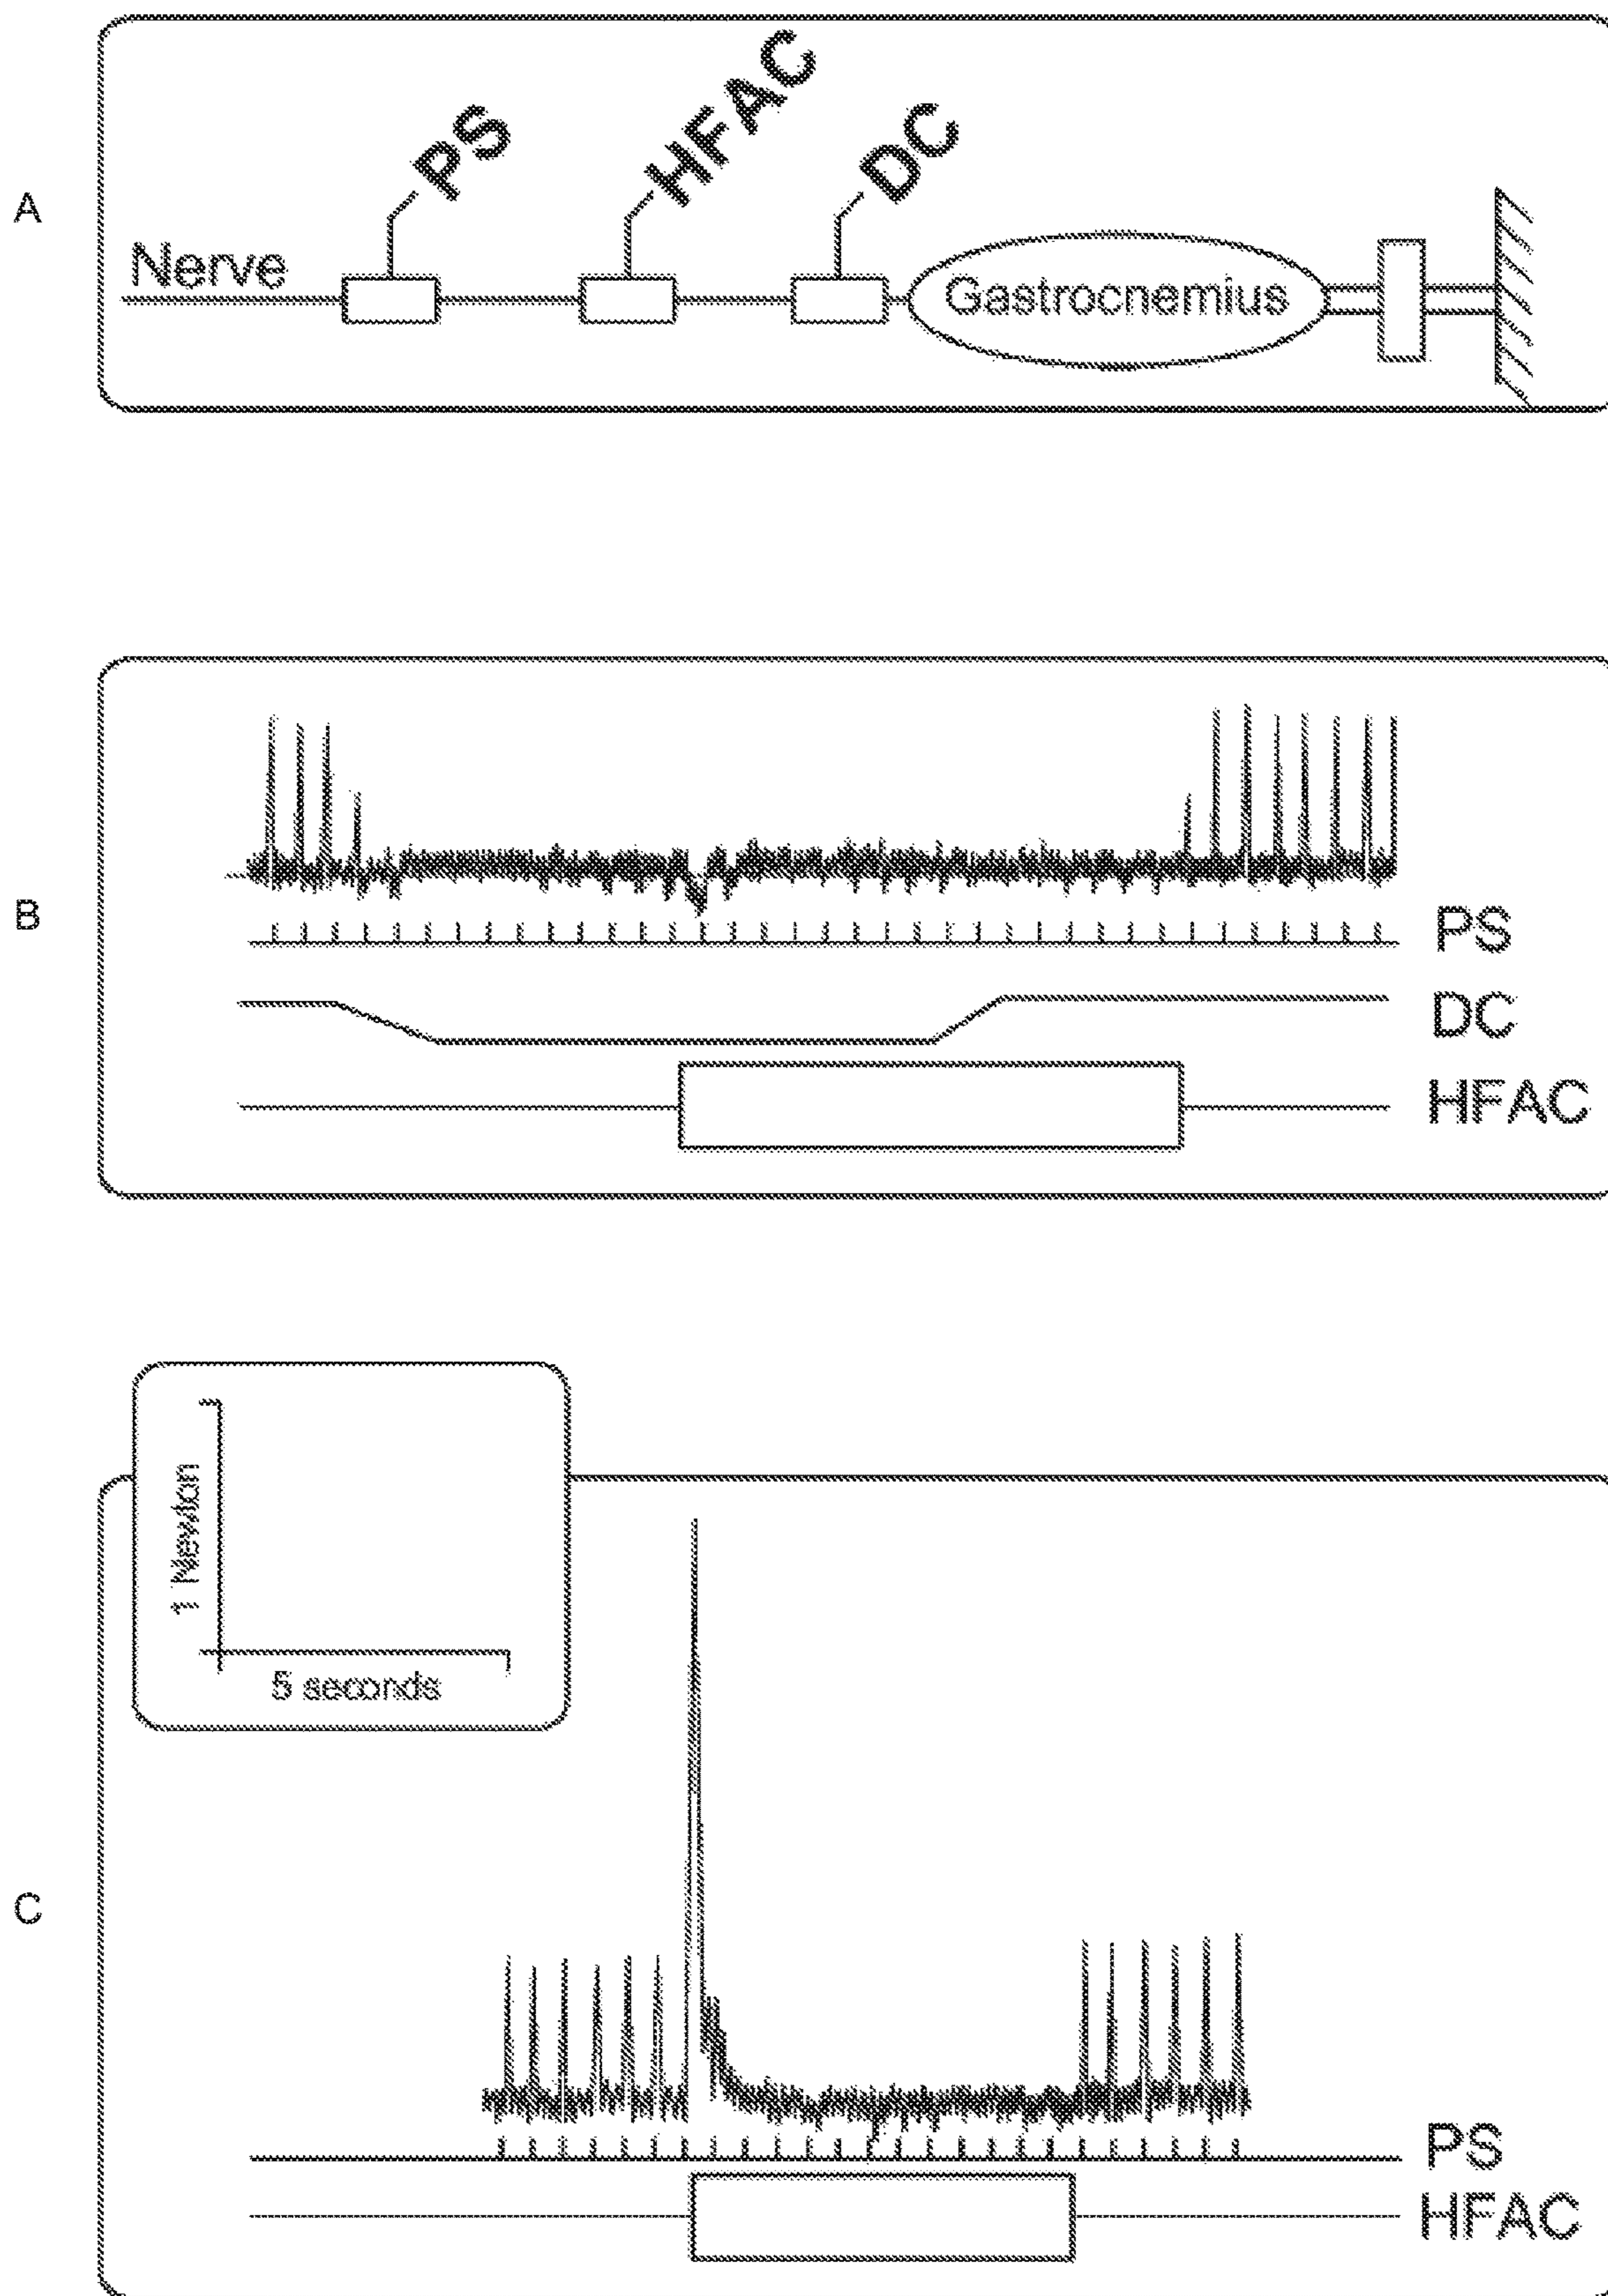 A
PS
HFAC
DC
Nerve
Gastrocnemius
B
PS
DC
HFAC
1 Newton
5 seconds
C
PS
HFAC